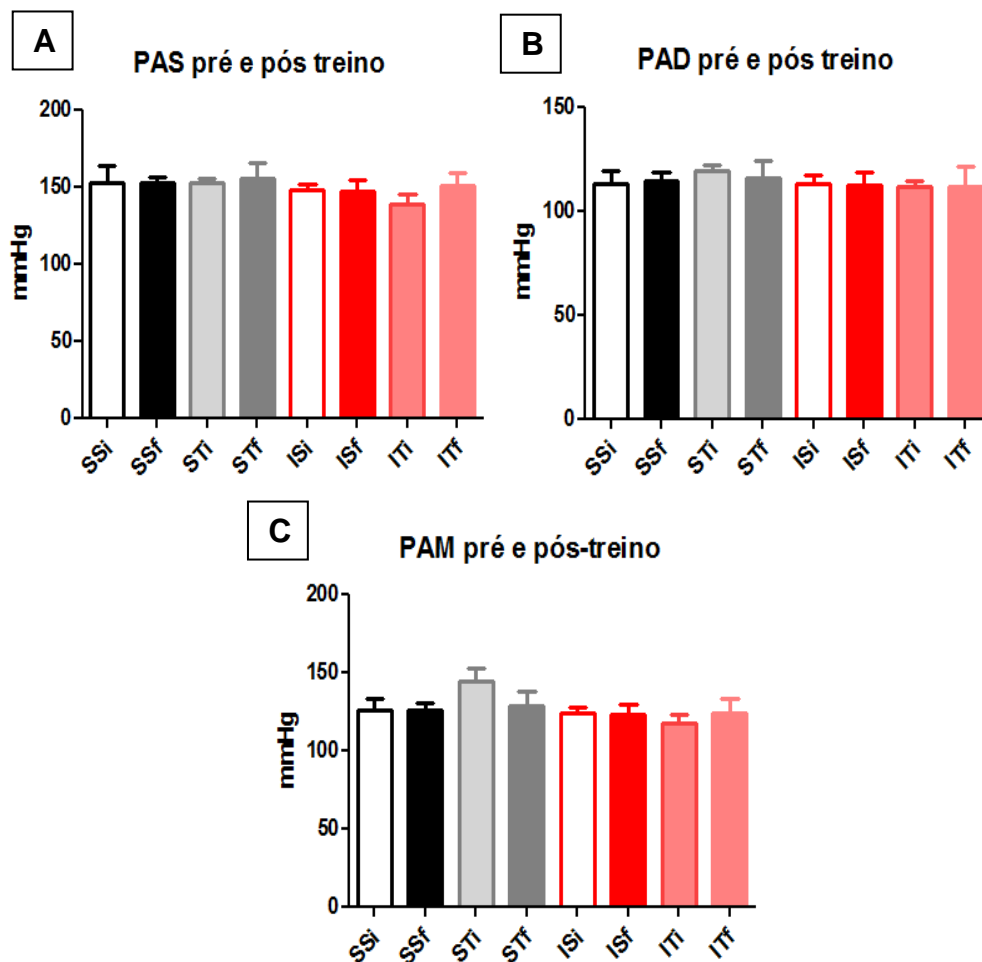 A
PAS pré e pós treino
200
150
100
50
0
mmHg
SSi SSf STi STf ISi ISf ITi ITf
B
PAD pré e pós treino
150
100
50
0
mmHg
SSi SSf STi STf ISi ISf ITi ITf
C
PAM pré e pós-treino
200
150
100
50
0
mmHg
SSi SSf STi STf ISi ISf ITi ITf